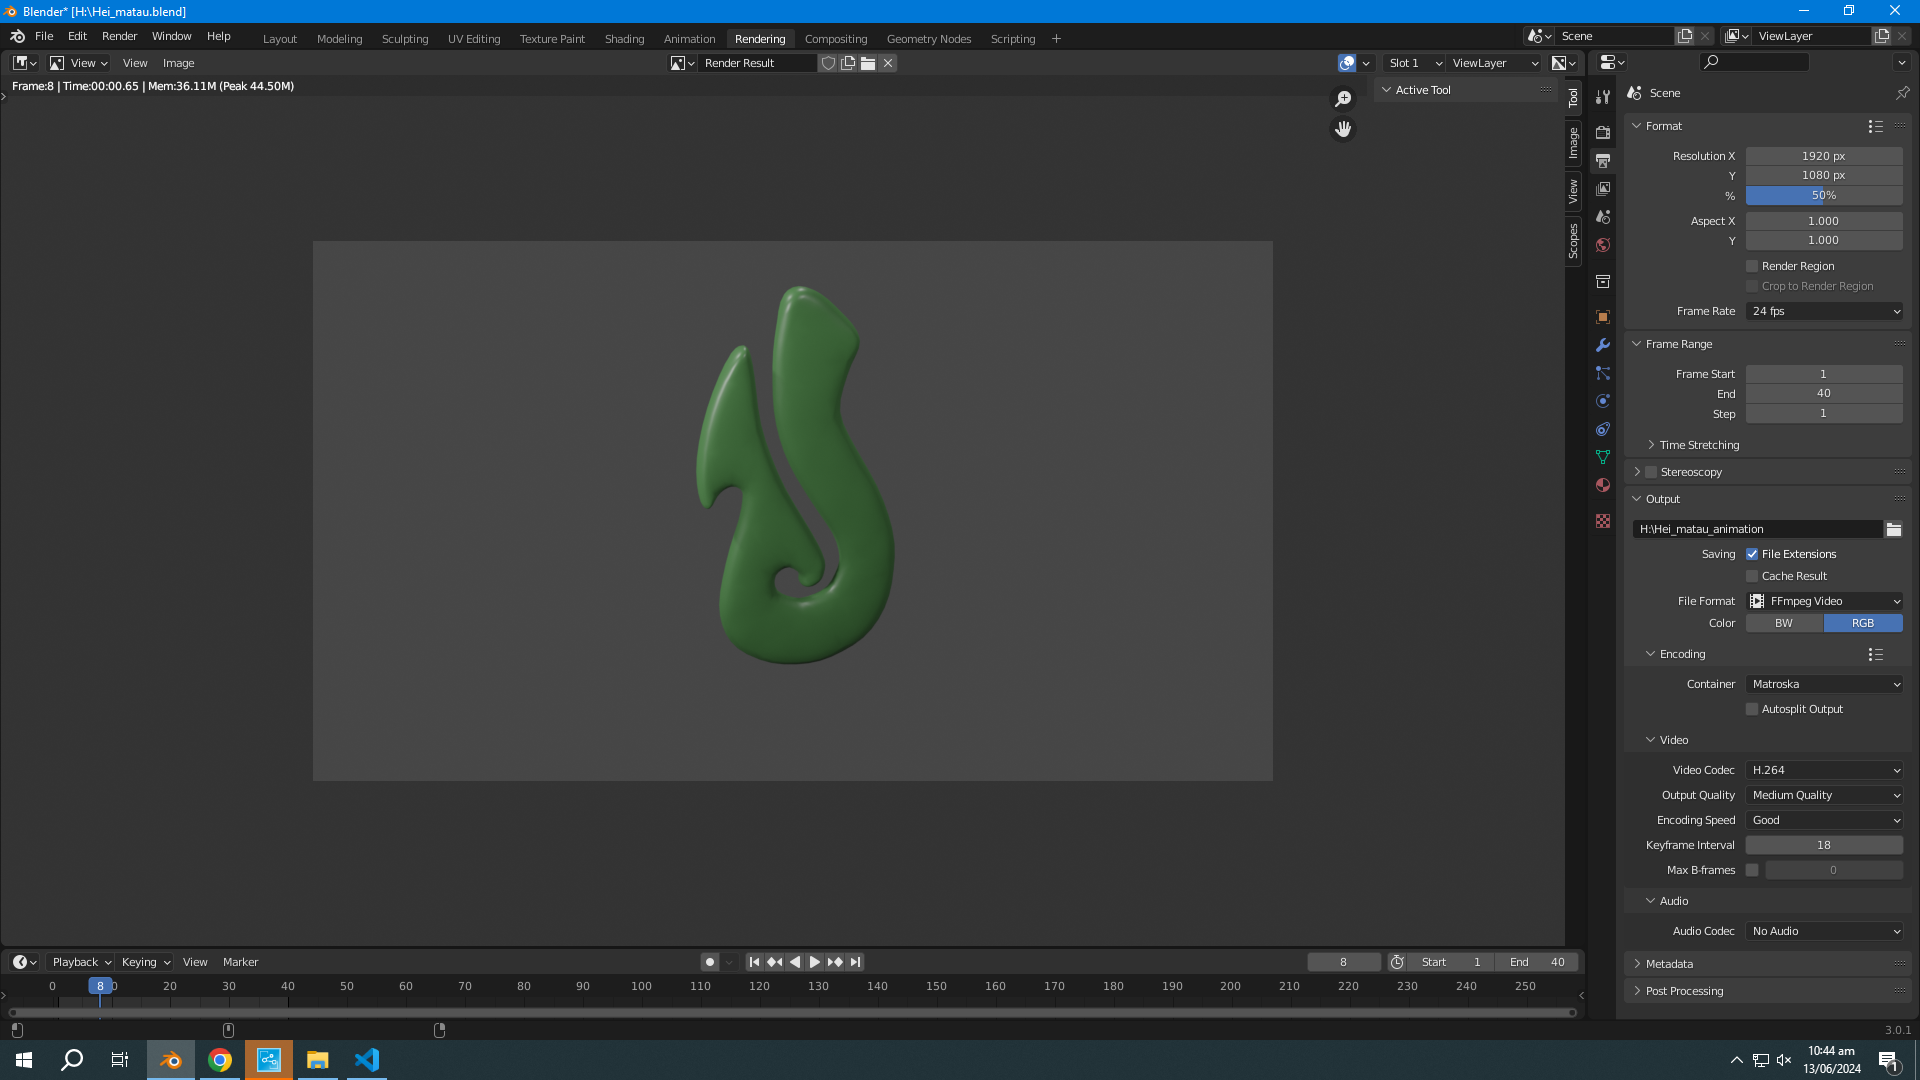 Blender* [H:\Hei_matau.blend]
File Edit Render Window Help Layout Modeling Sculpting UV Editing Texture Paint Shading Animation Rendering Compositing Geometry Nodes Scripting + Scene ViewLayer
View View Image Render Result Slot 1 ViewLayer
Frame:8 | Time:00:00.65 | Mem:36.11M (Peak 44.50M)
Active Tool
Tool
Image
View
Scopes
Scene
Format
Resolution X 1920 px
Y 1080 px
% 50%
Aspect X 1.000
Y 1.000
Render Region
Crop to Render Region
Frame Rate 24 fps
Frame Range
Frame Start 1
End 40
Step 1
Time Stretching
Stereoscopy
Output
H:\Hei_matau_animation
Saving File Extensions
Cache Result
File Format FFmpeg Video
Color BW RGB
Encoding
Container Matroska
Autosplit Output
Video
Video Codec H.264
Output Quality Medium Quality
Encoding Speed Good
Keyframe Interval 18
Max B-frames 0
Audio
Audio Codec No Audio
Metadata
Post Processing
Playback Keying View Marker 8 Start 1 End 40
0 8 0 20 30 40 50 60 70 80 90 100 110 120 130 140 150 160 170 180 190 200 210 220 230 240 250
3.0.1
10:44 am
13/06/2024
1